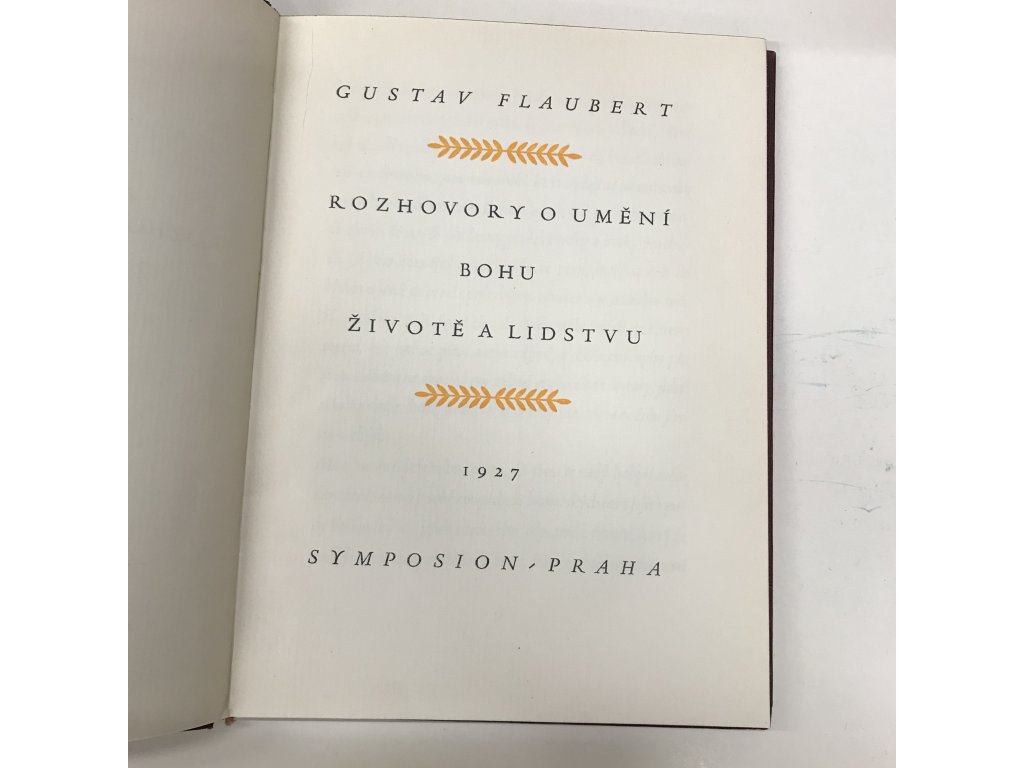 GUSTAV FLAUBERT
ROZHOVORY O UMĚNÍ
BOHU
ŽIVOTĚ A LIDSTVU
1927
SYMPOSION-PRAHA